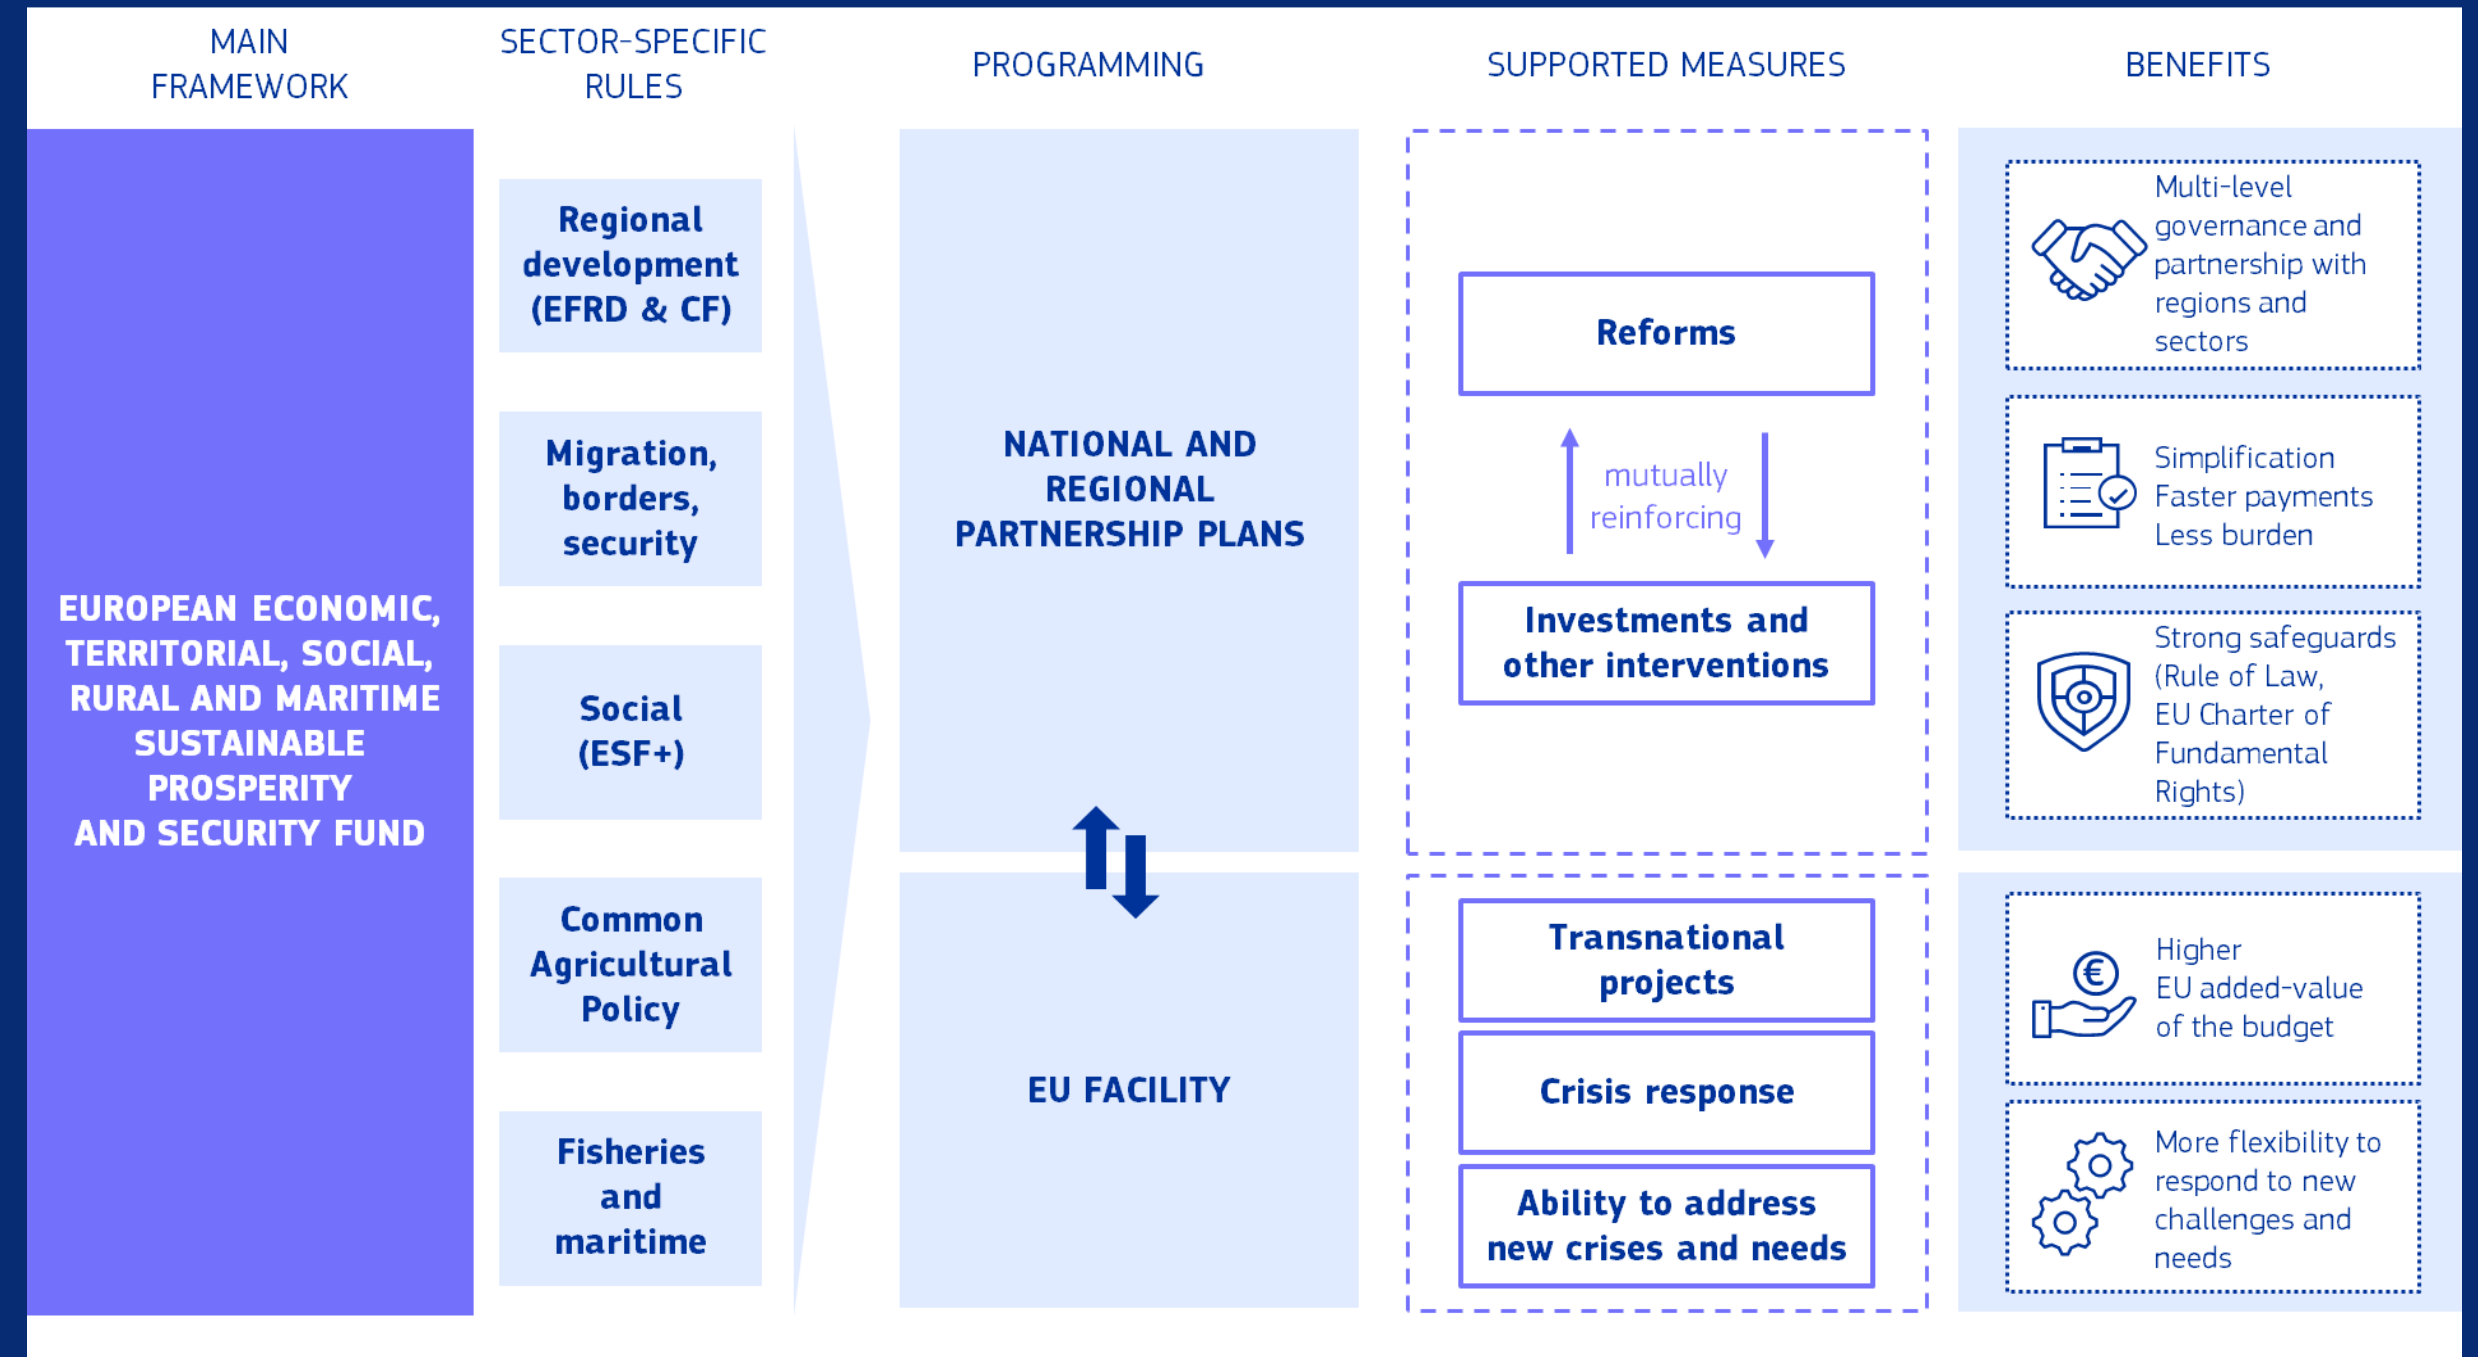 MAIN
FRAMEWORK
SECTOR-SPECIFIC
RULES
PROGRAMMING
SUPPORTED MEASURES
BENEFITS
EUROPEAN ECONOMIC,
TERRITORIAL, SOCIAL,
RURAL AND MARITIME
SUSTAINABLE
PROSPERITY
AND SECURITY FUND
Regional
development
(EFRD & CF)
Migration,
borders,
security
Social
(ESF+)
Common
Agricultural
Policy
Fisheries
and
maritime
NATIONAL AND
REGIONAL
PARTNERSHIP PLANS
EU FACILITY
Reforms
mutually
reinforcing
Investments and
other interventions
Transnational
projects
Crisis response
Ability to address
new crises and needs
Multi-level
governance and
partnership with
regions and
sectors
Simplification
Faster payments
Less burden
Strong safeguards
(Rule of Law,
EU Charter of
Fundamental
Rights)
€
Higher
EU added-value
of the budget
More flexibility to
respond to new
challenges and
needs